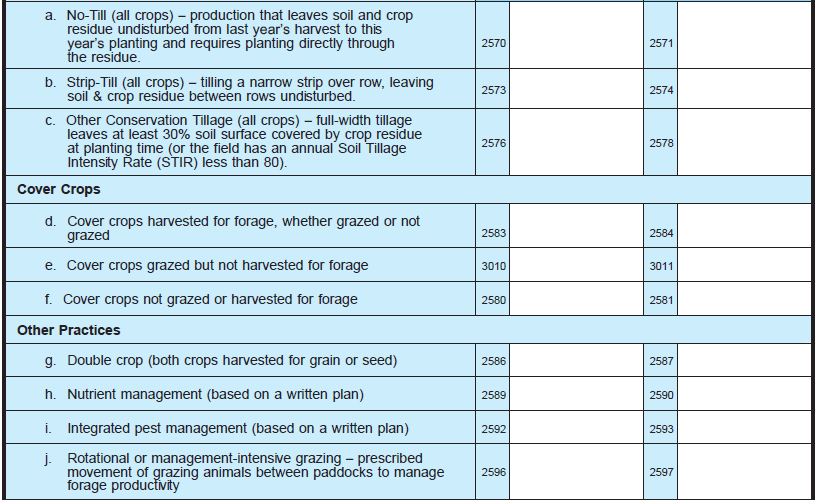 a. No-Till (all crops) – production that leaves soil and crop
residue undisturbed from last year's harvest to this
year's planting and requires planting directly through
the residue.
2570
2571
b. Strip-Till (all crops) – tilling a narrow strip over row, leaving
soil & crop residue between rows undisturbed.
2573
2574
c. Other Conservation Tillage (all crops) – full-width tillage
leaves at least 30% soil surface covered by crop residue
at planting time (or the field has an annual Soil Tillage
Intensity Rate (STIR) less than 80).
2576
2578
Cover Crops
d. Cover crops harvested for forage, whether grazed or not
grazed
2583
2584
e. Cover crops grazed but not harvested for forage
3010
3011
f. Cover crops not grazed or harvested for forage
2580
2581
Other Practices
g. Double crop (both crops harvested for grain or seed)
2586
2587
h. Nutrient management (based on a written plan)
2589
2590
i. Integrated pest management (based on a written plan)
2592
2593
j. Rotational or management-intensive grazing – prescribed
movement of grazing animals between paddocks to manage
forage productivity
2596
2597